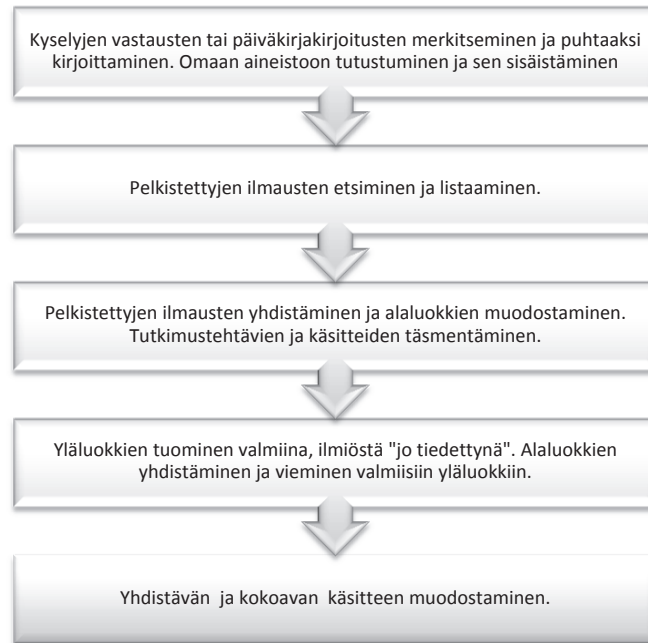 Kyselyjen vastausten tai päiväkirjakirjoitusten merkitseminen ja puhtaaksi
kirjoittaminen. Omaan aineistoon tutustuminen ja sen sisäistäminen
Pelkistettyjen ilmausten etsiminen ja listaaminen.
Pelkistettyjen ilmausten yhdistäminen ja alaluokkien muodostaminen.
Tutkimustehtävien ja käsitteiden täsmentäminen.
Yläluokkien tuominen valmiina, ilmiöstä "jo tiedettynä". Alaluokkien
yhdistäminen ja vieminen valmiisiin yläluokkiin.
Yhdistävän ja kokoavan käsitteen muodostaminen.